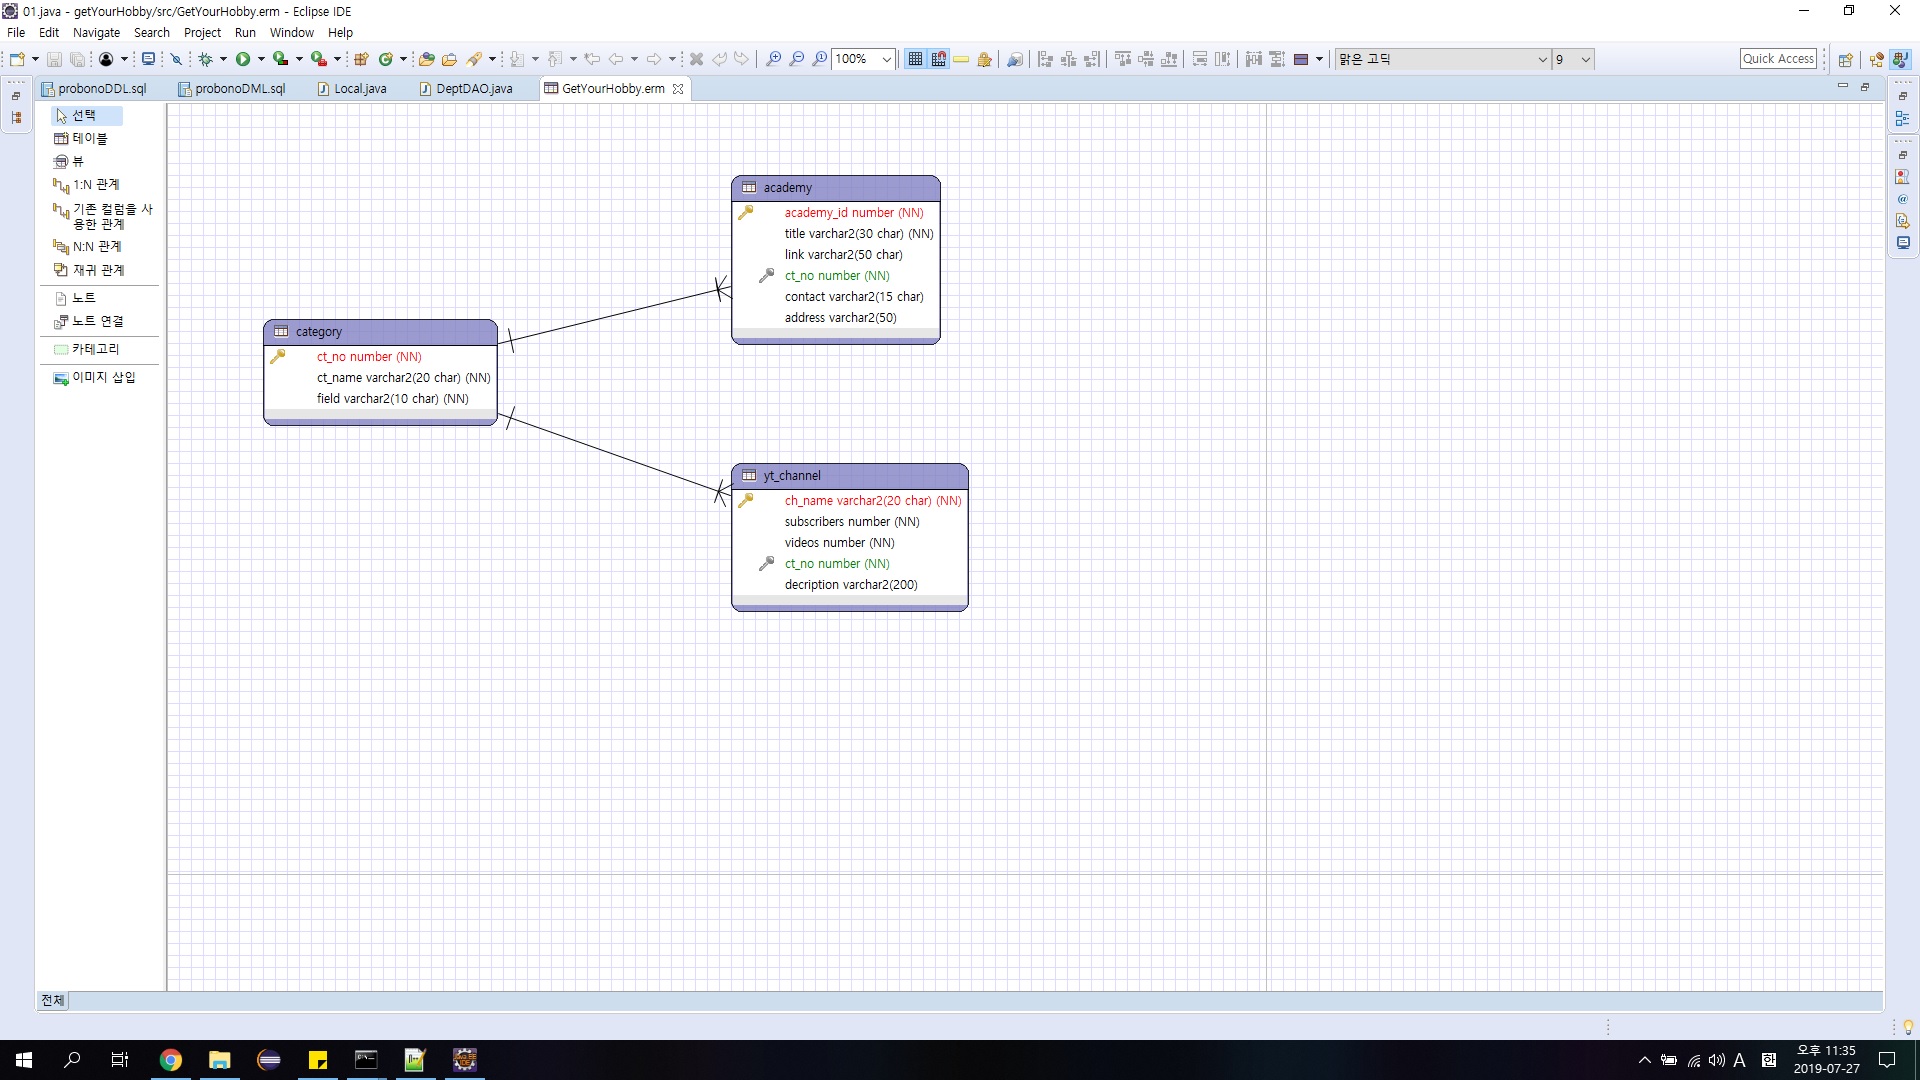 01.java - getYourHobby/src/GetYourHobby.erm - Eclipse IDE
File Edit Navigate Search Project Run Window Help
100%
맑은 고딕
9
Quick Access
probonoDDL.sql
probonoDML.sql
Local.java
DeptDAO.java
GetYourHobby.erm
선택
테이블
뷰
1:N 관계
기존 컬럼을 사
용한 관계
N:N 관계
재귀 관계
노트
노트 연결
카테고리
이미지 삽입
academy
academy_id number (NN)
title varchar2(30 char) (NN)
link varchar2(50 char)
ct_no number (NN)
contact varchar2(15 char)
address varchar2(50)
category
ct_no number (NN)
ct_name varchar2(20 char) (NN)
field varchar2(10 char) (NN)
yt_channel
ch_name varchar2(20 char) (NN)
subscribers number (NN)
videos number (NN)
ct_no number (NN)
decription varchar2(200)
전체
A
한
오후 11:35
2019-07-27